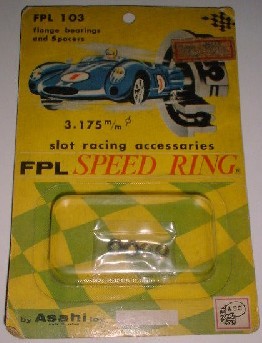 FPL 103
flange bearings
and Spacers
3.175 m/m ø
slot racing accessories
FPL SPEED RING
by Asahi